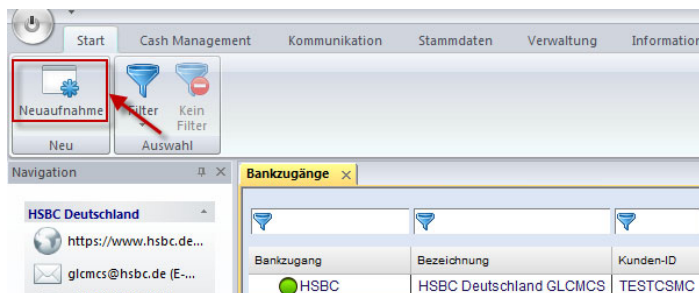 Start Cash Management Kommunikation Stammdaten Verwaltung Information
Neuaufnahme Filter Kein Filter
Neu Auswahl
Navigation Bankzugänge
HSBC Deutschland
https://www.hsbc.de...
glcmcs@hsbc.de (E-...
Bankzugang Bezeichnung Kunden-ID
HSBC HSBC Deutschland GLCMCS TESTCSMC